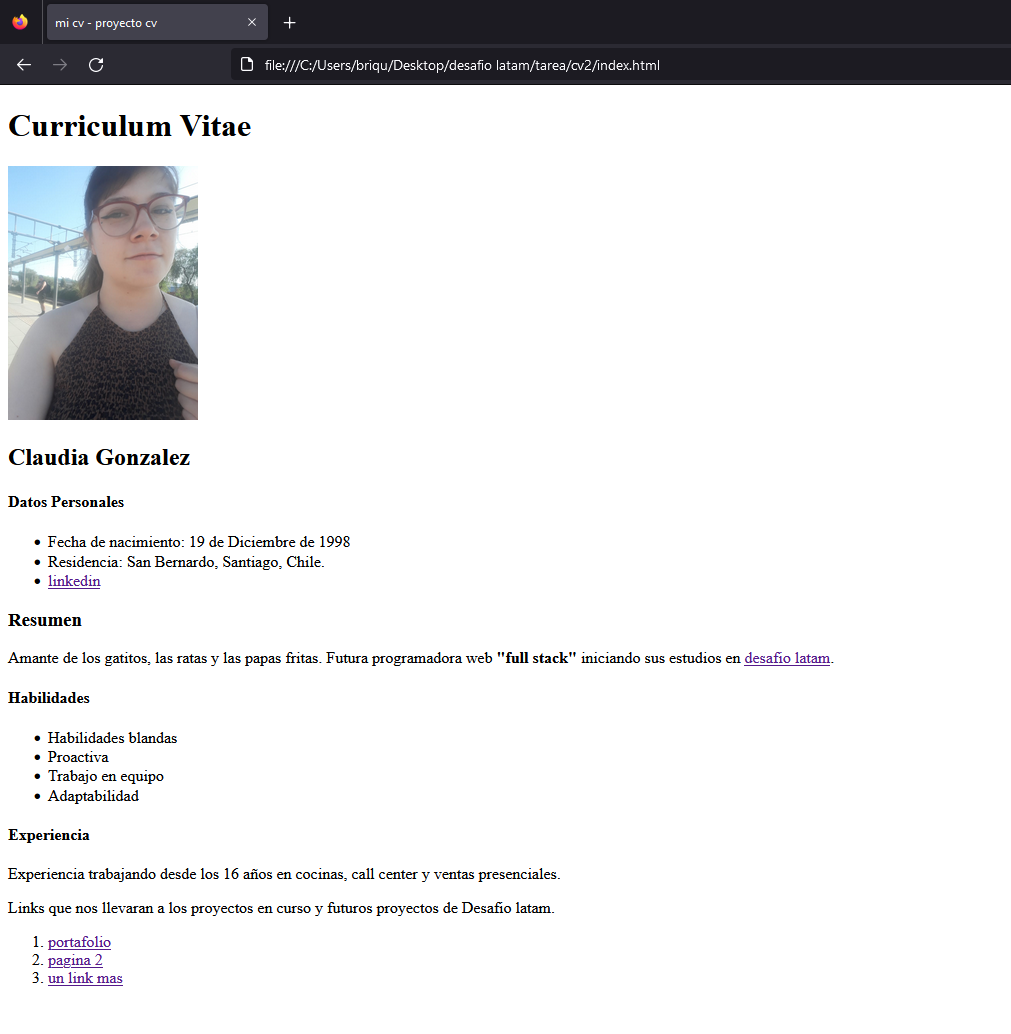 mi cv - proyecto cv
file:///C:/Users/briqu/Desktop/desafio latam/tarea/cv2/index.html
Curriculum Vitae
Claudia Gonzalez
Datos Personales
Fecha de nacimiento: 19 de Diciembre de 1998
Residencia: San Bernardo, Santiago, Chile.
linkedin
Resumen
Amante de los gatitos, las ratas y las papas fritas. Futura programadora web "full stack" iniciando sus estudios en desafio latam.
Habilidades
Habilidades blandas
Proactiva
Trabajo en equipo
Adaptabilidad
Experiencia
Experiencia trabajando desde los 16 años en cocinas, call center y ventas presenciales.
Links que nos llevaran a los proyectos en curso y futuros proyectos de Desafio latam.
1. portafolio
2. pagina 2
3. un link mas